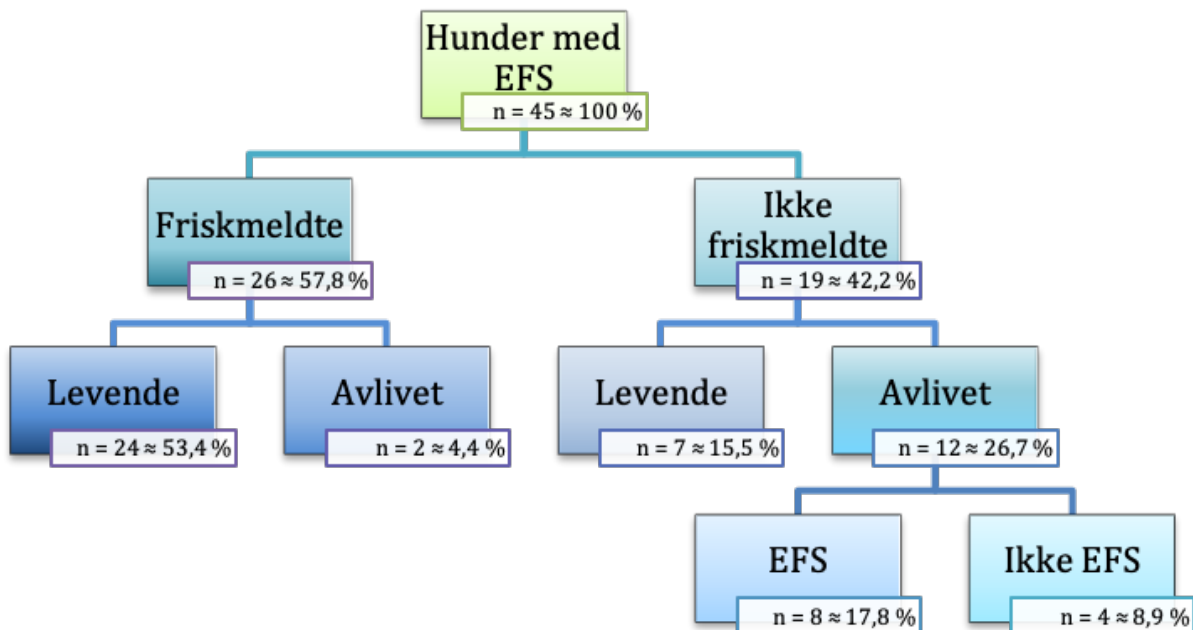 Hunder med
EFS
n = 45 ≈ 100 %
Friskmeldte
n = 26 ≈ 57,8 %
Ikke
friskmeldte
n = 19 ≈ 42,2 %
Levende
n = 24 ≈ 53,4 %
Avlivet
n = 2 ≈ 4,4 %
Levende
n = 7 ≈ 15,5 %
Avlivet
n = 12 ≈ 26,7 %
EFS
n = 8 ≈ 17,8 %
Ikke EFS
n = 4 ≈ 8,9 %